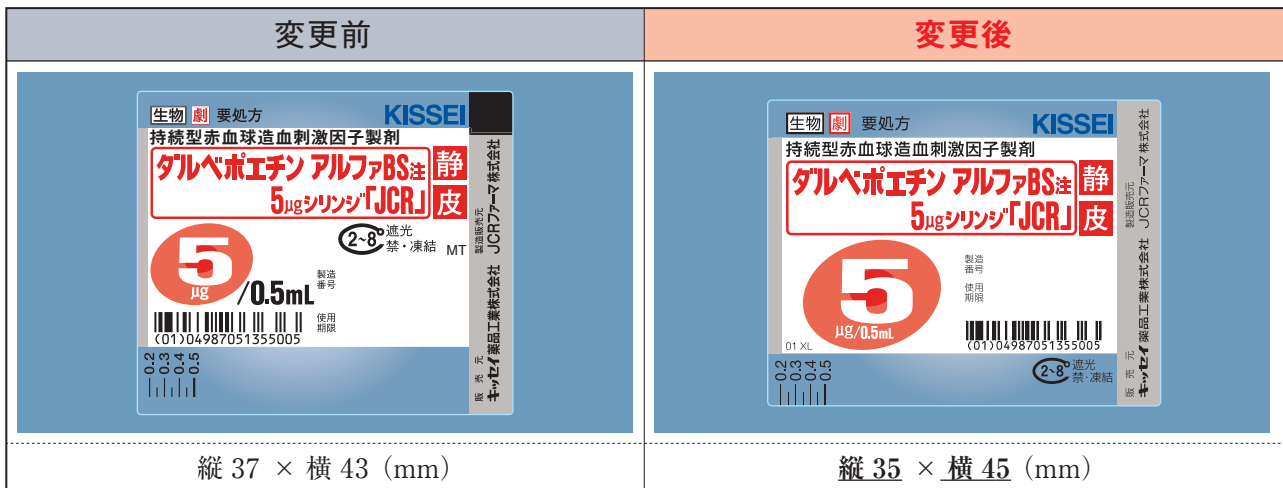 変更前
生物 劇 要処方 KISSEI
持続型赤血球造血刺激因子製剤
ダルベポエチン アルファBS注 静
5μgシリンジ「JCR」 皮
2~8° 遮光
禁・凍結
MT
5
μg
/0.5mL
製造
番号
使用
期限
(01)04987051355005
0.2
0.3
0.4
0.5
製造販売元 JCRファーマ株式会社
販売元 キッセイ薬品工業株式会社
縦 37 × 横 43 (mm)
変更後
生物 劇 要処方 KISSEI
持続型赤血球造血刺激因子製剤
ダルベポエチン アルファBS注 静
5μgシリンジ「JCR」 皮
5
μg/0.5mL
製造
番号
使用
期限
01 XL
(01)04987051355005
0.2
0.3
0.4
0.5
2~8° 遮光
禁・凍結
製造販売元 JCRファーマ株式会社
販売元 キッセイ薬品工業株式会社
縦 35 × 横 45 (mm)